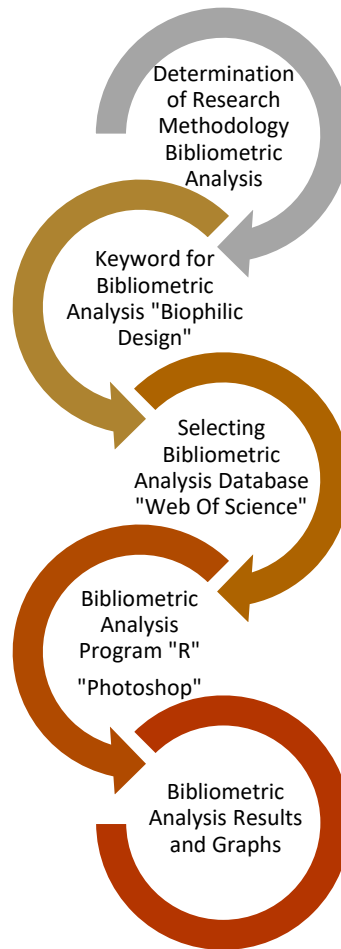 Determination
of Research
Methodology
Bibliometric
Analysis
Keyword for
Bibliometric
Analysis "Biophilic
Design"
Selecting
Bibliometric
Analysis Database
"Web Of Science"
Bibliometric
Analysis
Program "R"
"Photoshop"
Bibliometric
Analysis Results
and Graphs